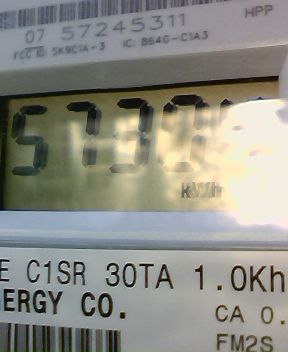 07 57245311
HPP
FCC ID: SK9C1A-3 IC: 864G-C1A3
5730
KWh
E C1SR 30TA 1.0Kh
ERGY CO.
CA 0.
FM2S